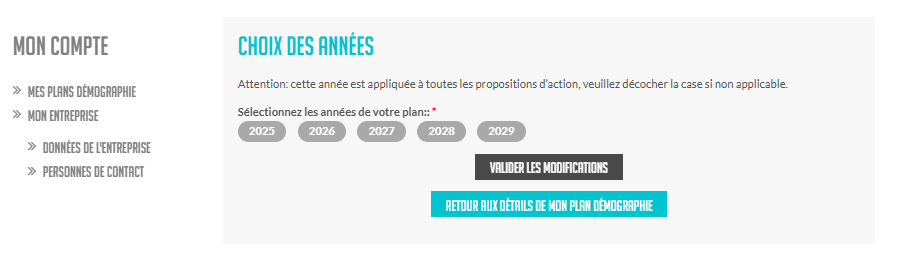 MON COMPTE
» MES PLANS DÉMOGRAPHIE
» MON ENTREPRISE
» DONNÉES DE L'ENTREPRISE
» PERSONNES DE CONTACT
CHOIX DES ANNÉES
Attention: cette année est appliquée à toutes les propositions d'action, veuillez décocher la case si non applicable.
Sélectionnez les années de votre plan:: *
2025 2026 2027 2028 2029
VALIDER LES MODIFICATIONS
RETOUR AUX DÉTAILS DE MON PLAN DÉMOGRAPHIE